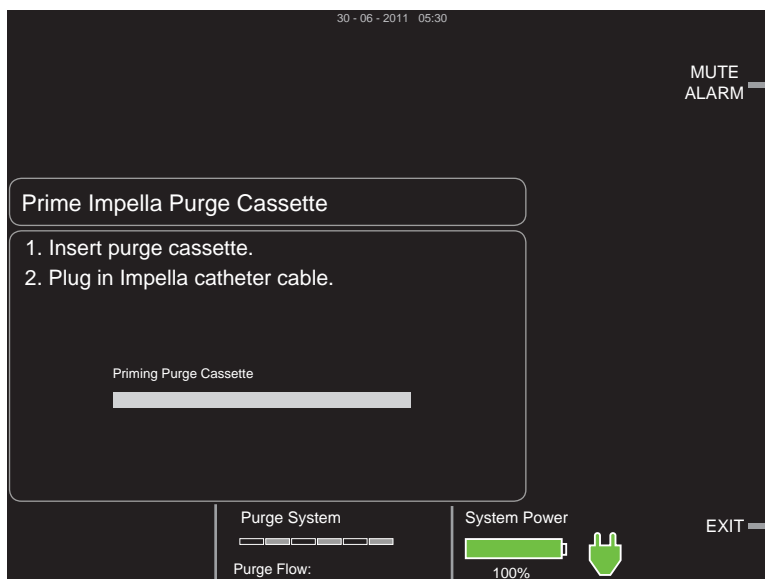 30 - 06 - 2011 05:30
MUTE
ALARM
Prime Impella Purge Cassette
1. Insert purge cassette.
2. Plug in Impella catheter cable.
Priming Purge Cassette
Purge System
System Power
EXIT
Purge Flow:
100%